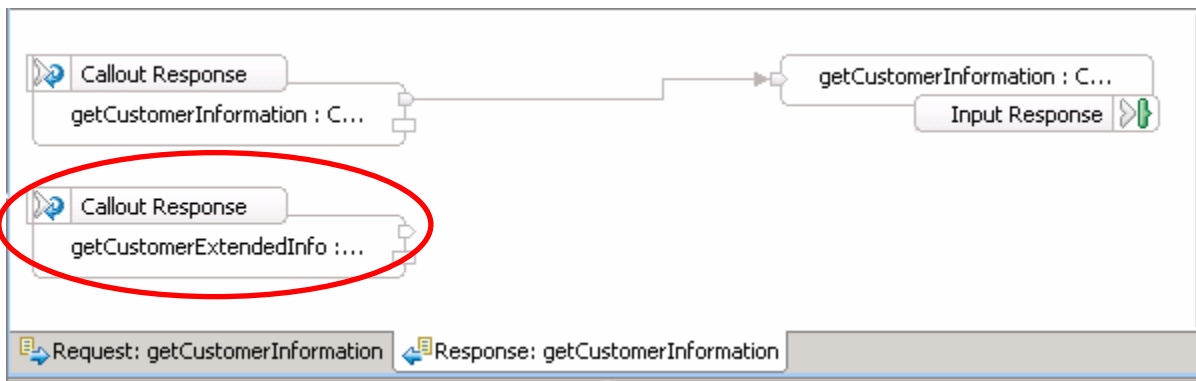 Callout Response
getCustomerInformation : C...
getCustomerInformation : C...
Input Response
Callout Response
getCustomerExtendedInfo :...
Request: getCustomerInformation
Response: getCustomerInformation